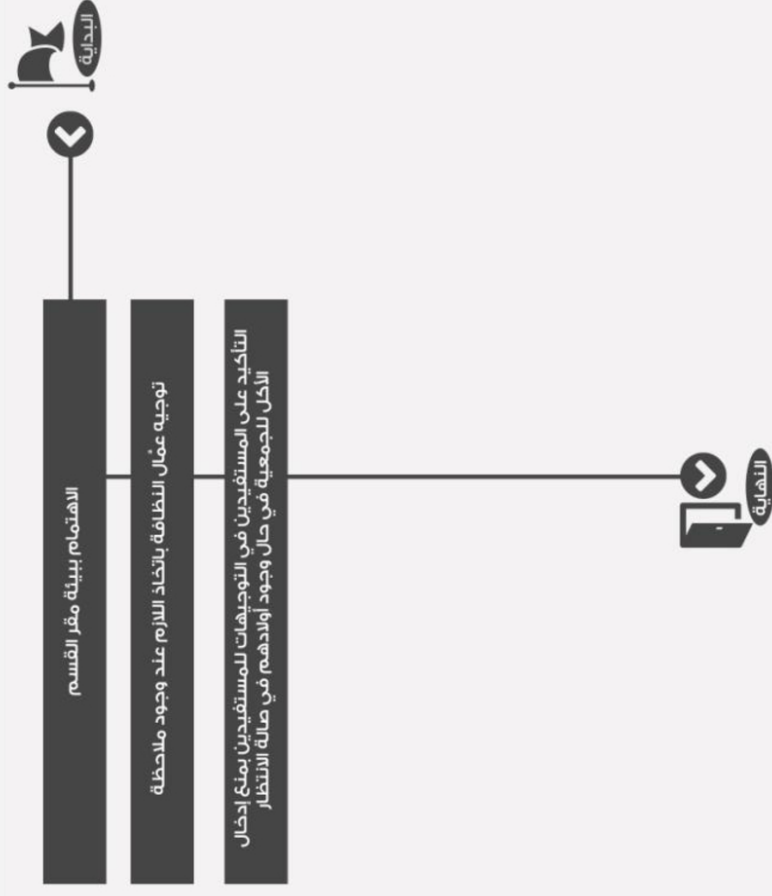 البداية
الاهتمام ببيئة مقر القسم
توجيه عمُال النظافة باتخاذ اللازم عند وجود ملاحظة
التأكيد على المستفيدين في التوجيهات للمستفيدين بمنع إدخال
الأكل للجمعية في حال وجود أولادهم في صالة الانتظار
النهاية